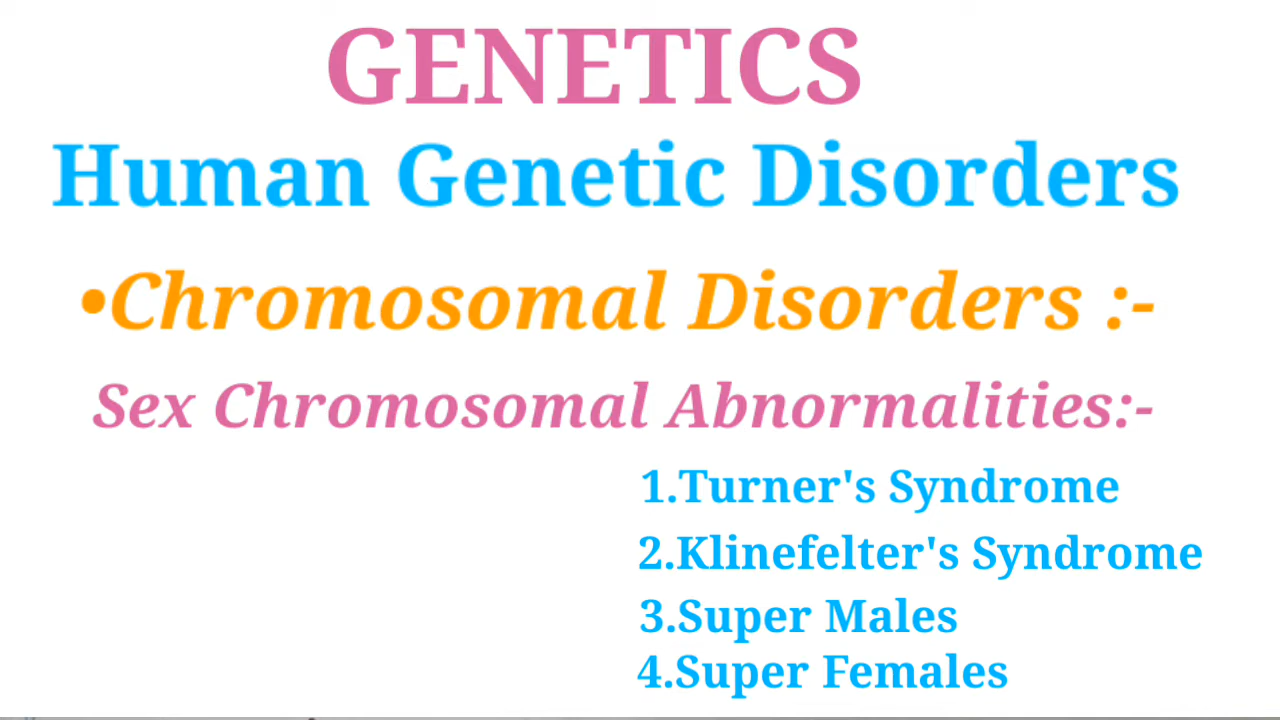 GENETICS
Human Genetic Disorders
•Chromosomal Disorders :-
Sex Chromosomal Abnormalities:-
1.Turner's Syndrome
2.Klinefelter's Syndrome
3.Super Males
4.Super Females